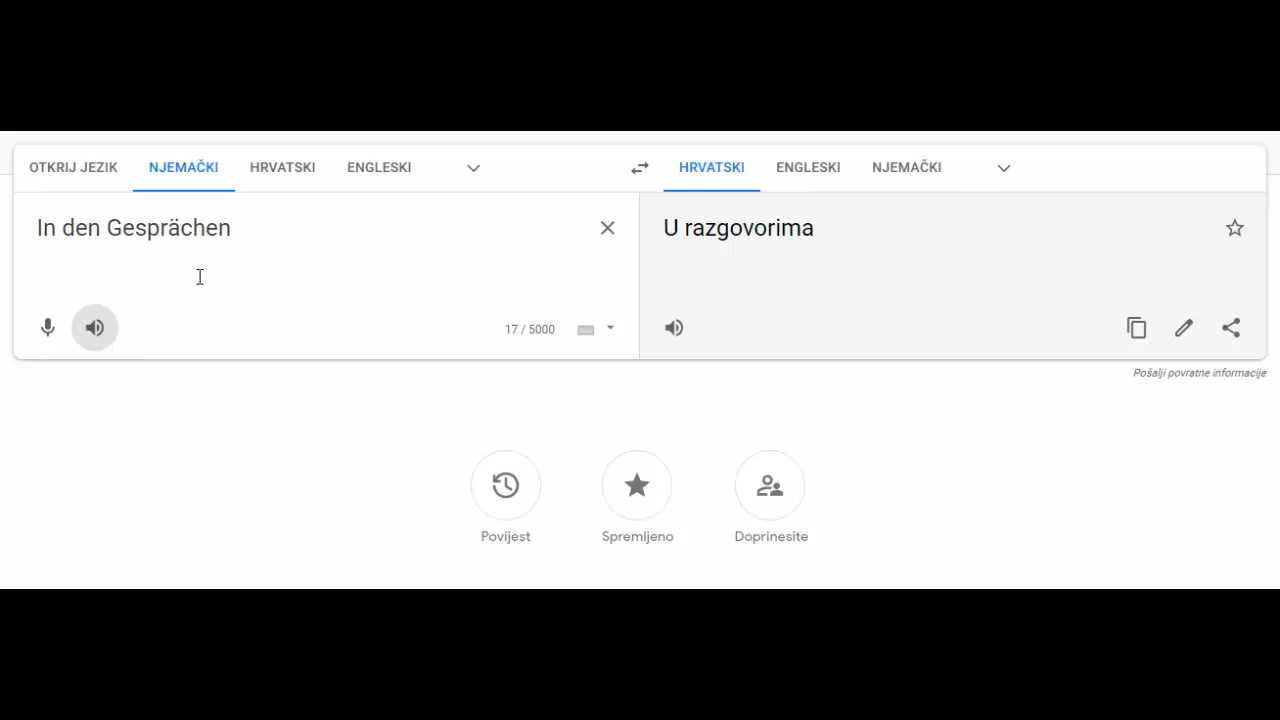 OTKRIJ JEZIK NJEMAČKI HRVATSKI ENGLESKI HRVATSKI ENGLESKI NJEMAČKI
In den Gesprächen
U razgovorima
17 / 5000
Pošalji povratne informacije
Povijest Spremljeno Doprinesite